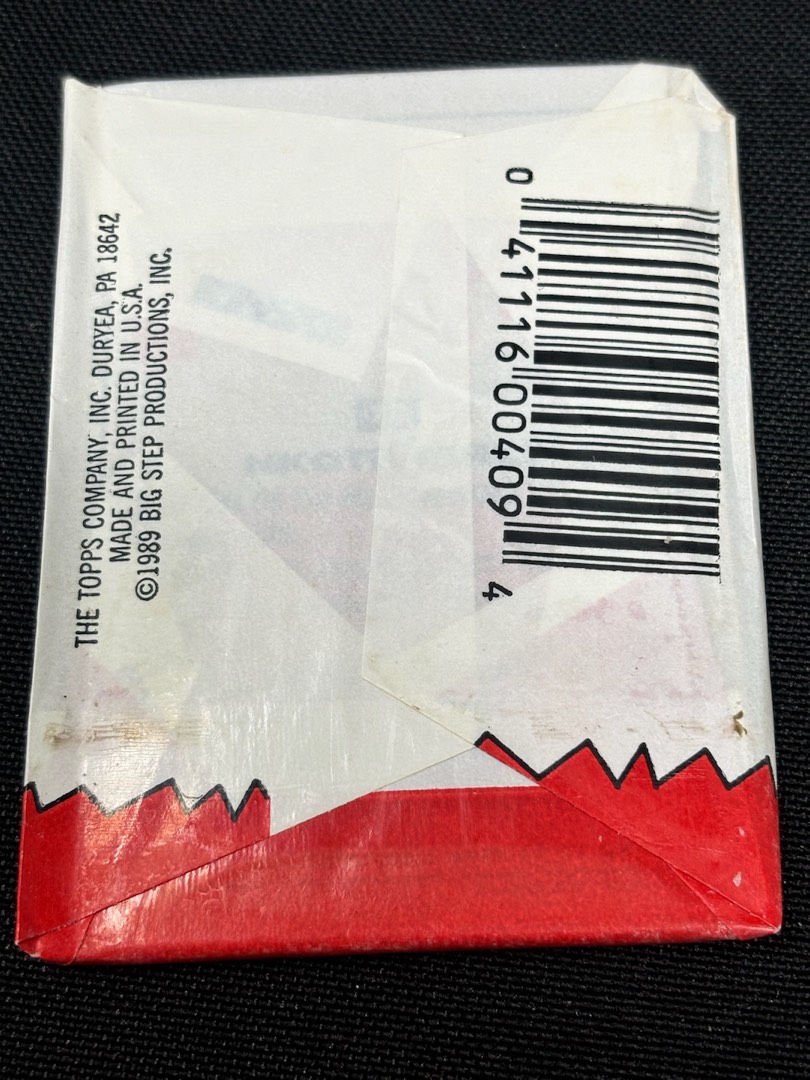 THE TOPPS COMPANY, INC. DURYEA, PA 18642
MADE AND PRINTED IN U.S.A.
©1989 BIG STEP PRODUCTIONS, INC.
0 41116 00409 4